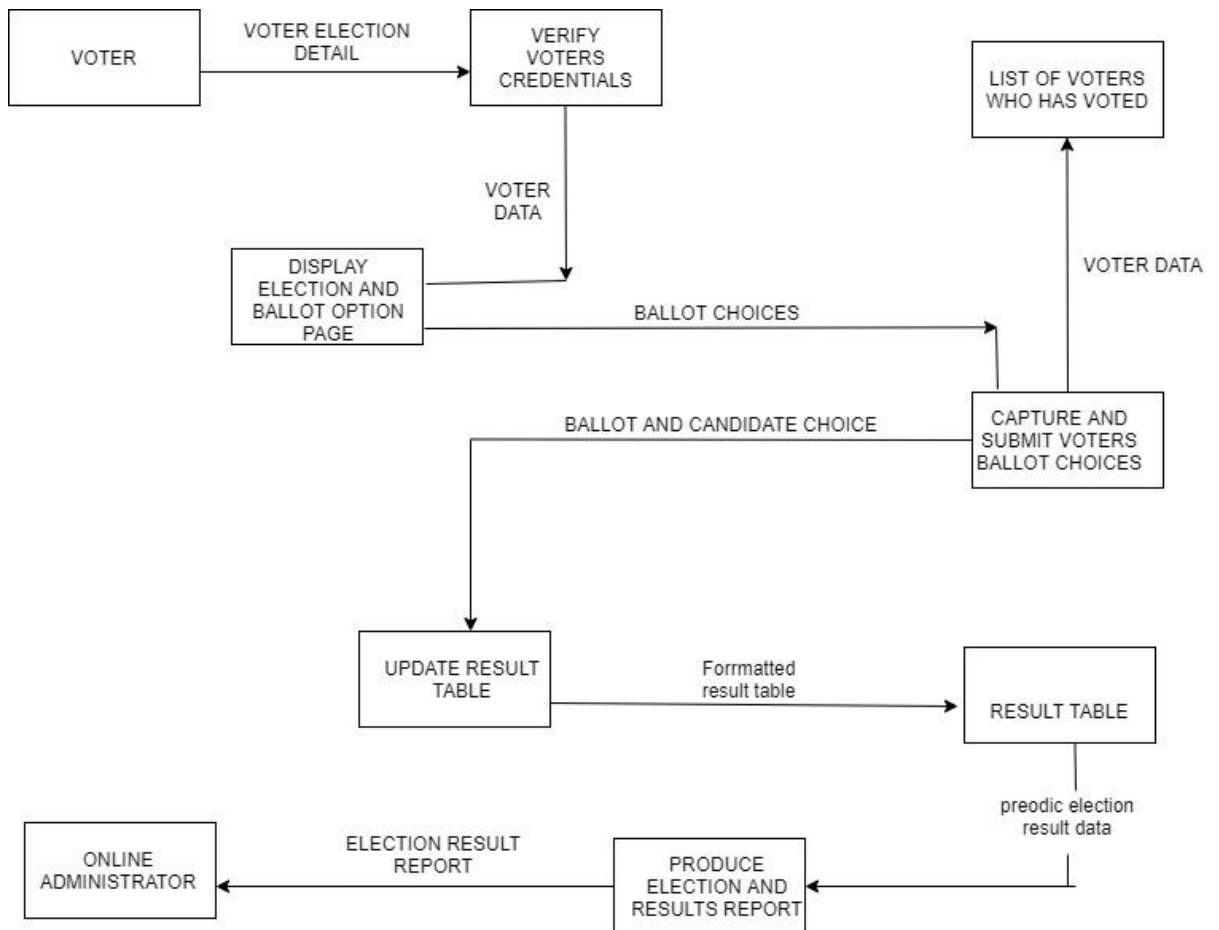 VOTER
VOTER ELECTION
DETAIL
VERIFY
VOTERS
CREDENTIALS
LIST OF VOTERS
WHO HAS VOTED
VOTER
DATA
VOTER DATA
DISPLAY
ELECTION AND
BALLOT OPTION
PAGE
BALLOT CHOICES
BALLOT AND CANDIDATE CHOICE
CAPTURE AND
SUBMIT VOTERS
BALLOT CHOICES
UPDATE RESULT
TABLE
Forrmatted
result table
RESULT TABLE
preodic election
result data
ONLINE
ADMINISTRATOR
ELECTION RESULT
REPORT
PRODUCE
ELECTION AND
RESULTS REPORT